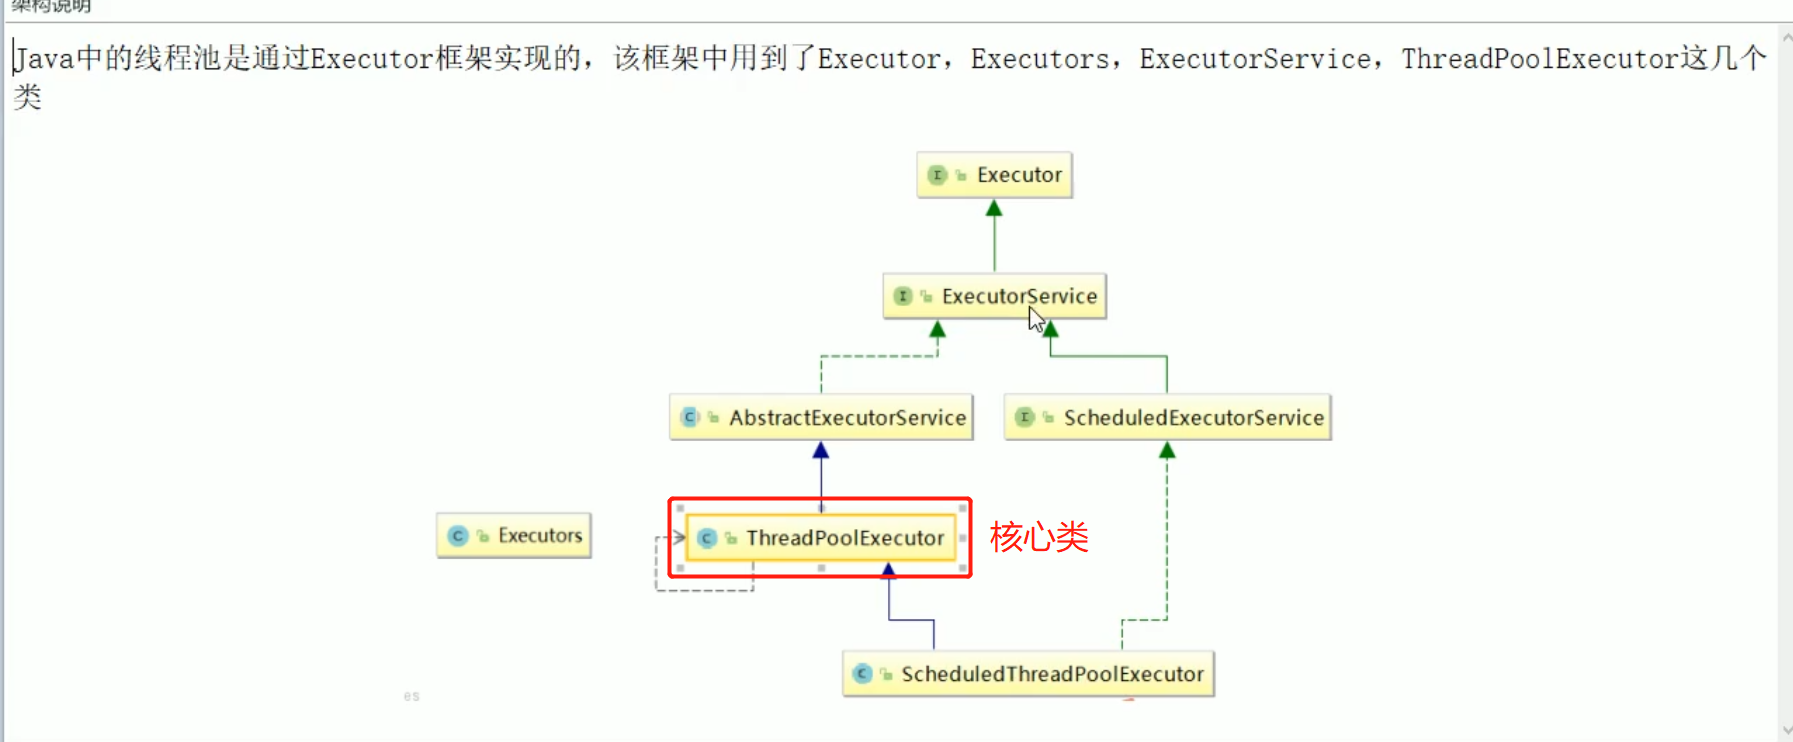 架构说明
Java中的线程池是通过Executor框架实现的，该框架中用到了Executor，Executors，ExecutorService，ThreadPoolExecutor这几个
类
I Executor
I ExecutorService
C AbstractExecutorService
I ScheduledExecutorService
C Executors
C ThreadPoolExecutor
核心类
C ScheduledThreadPoolExecutor
es